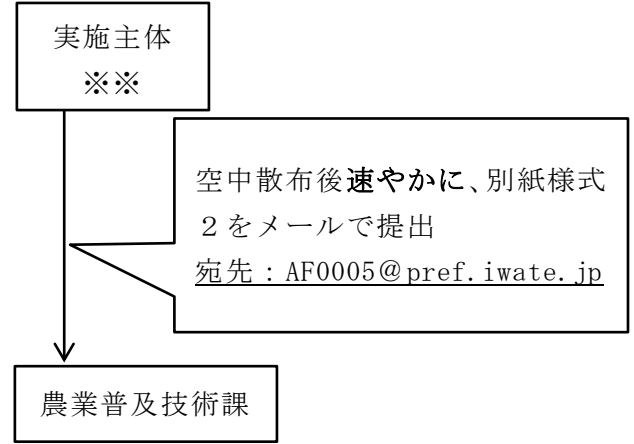 実施主体
※※
空中散布後速やかに、別紙様式
２をメールで提出
宛先：AF0005@pref.iwate.jp
農業普及技術課